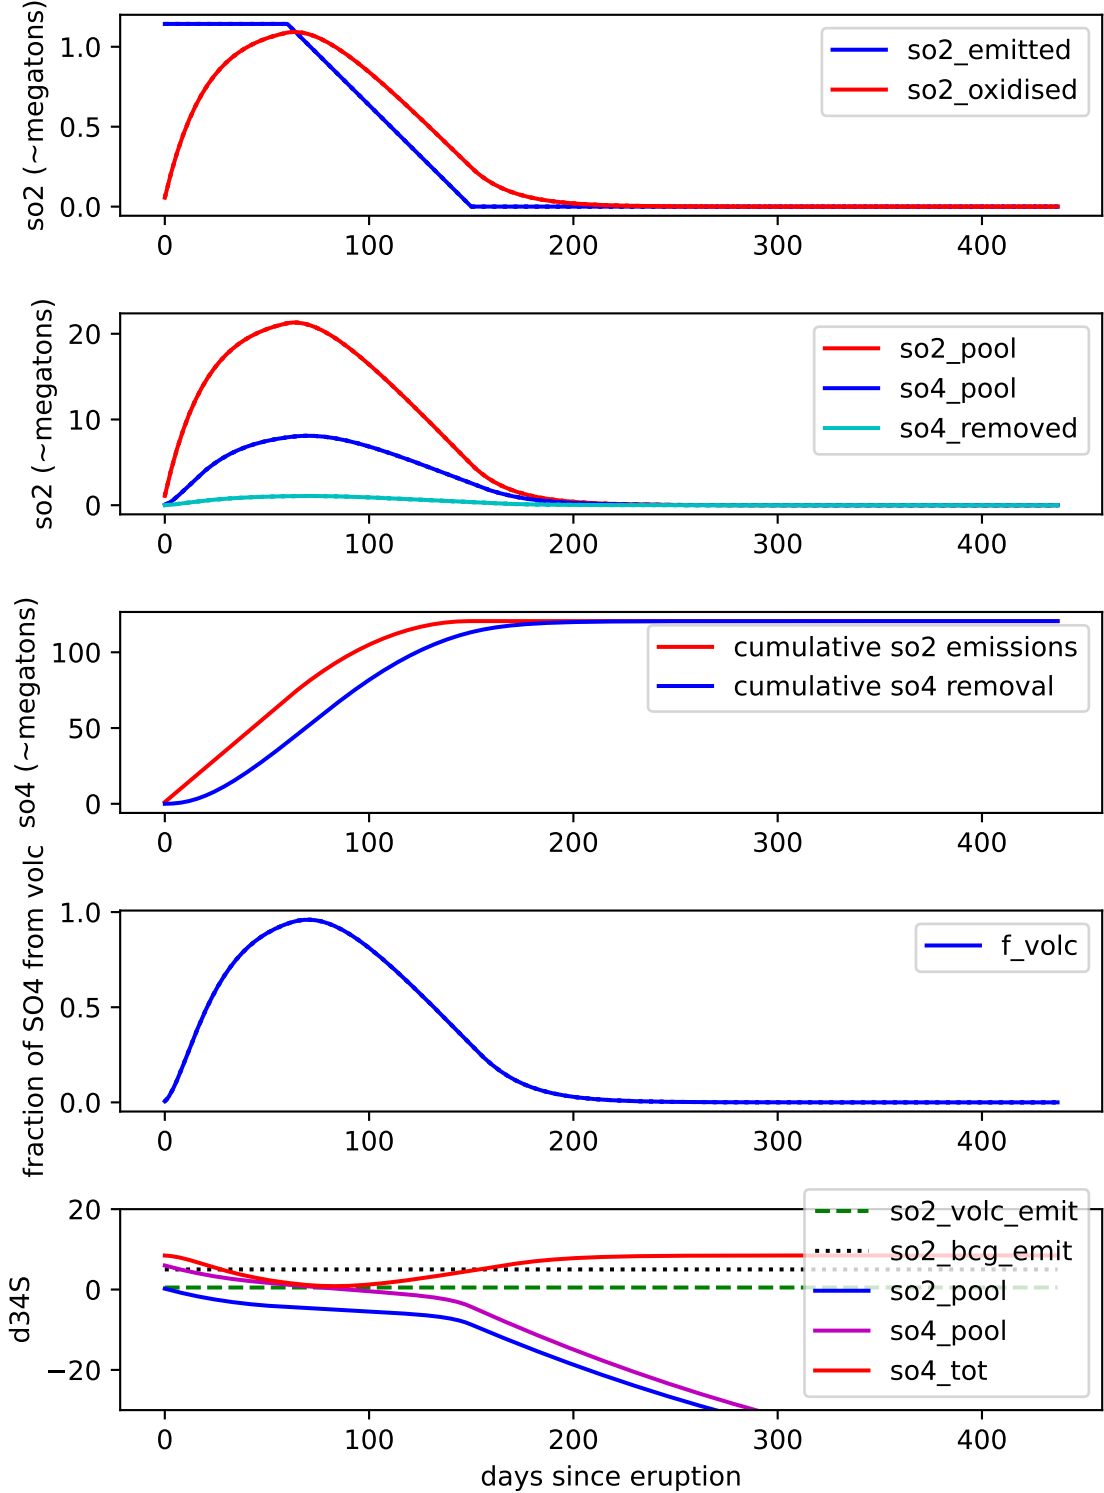 so2 (~megatons)
1.0
0.5
0.0
so2_emitted
so2_oxidised
0 100 200 300 400
so2 (~megatons)
20
10
0
so2_pool
so4_pool
so4_removed
0 100 200 300 400
so4 (~megatons)
100
50
0
cumulative so2 emissions
cumulative so4 removal
0 100 200 300 400
fraction of SO4 from volc
1.0
0.5
0.0
f_volc
0 100 200 300 400
d34S
20
0
−20
so2_volc_emit
so2_bcg_emit
so2_pool
so4_pool
so4_tot
0 100 200 300 400
days since eruption